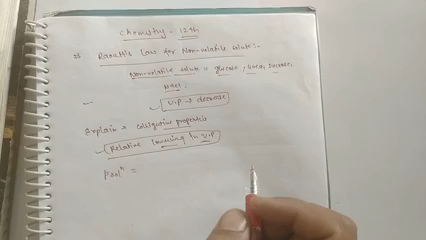 Chemistry - 12th
Raoult's Law for Non-volatile solute:-
Non-volatile solute = glucose, Urea, Sucrose,
NaCl.
V.P → decrease
Explain → Colligative properties
Relative lowering in V.P
Psolⁿ =